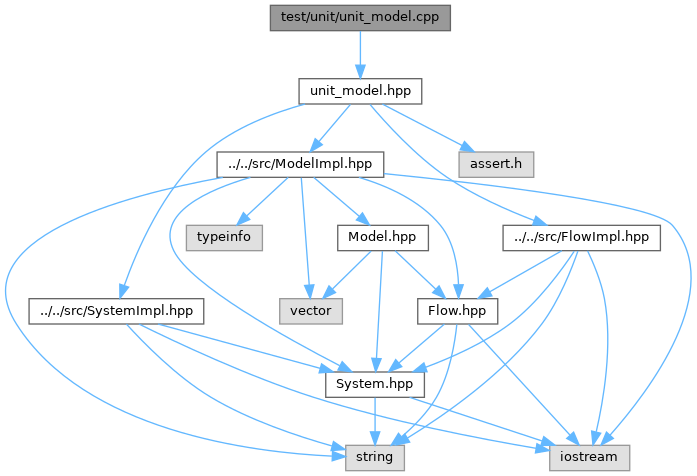 test/unit/unit_model.cpp
unit_model.hpp
../../src/ModelImpl.hpp
assert.h
typeinfo
Model.hpp
../../src/FlowImpl.hpp
../../src/SystemImpl.hpp
vector
Flow.hpp
System.hpp
string
iostream